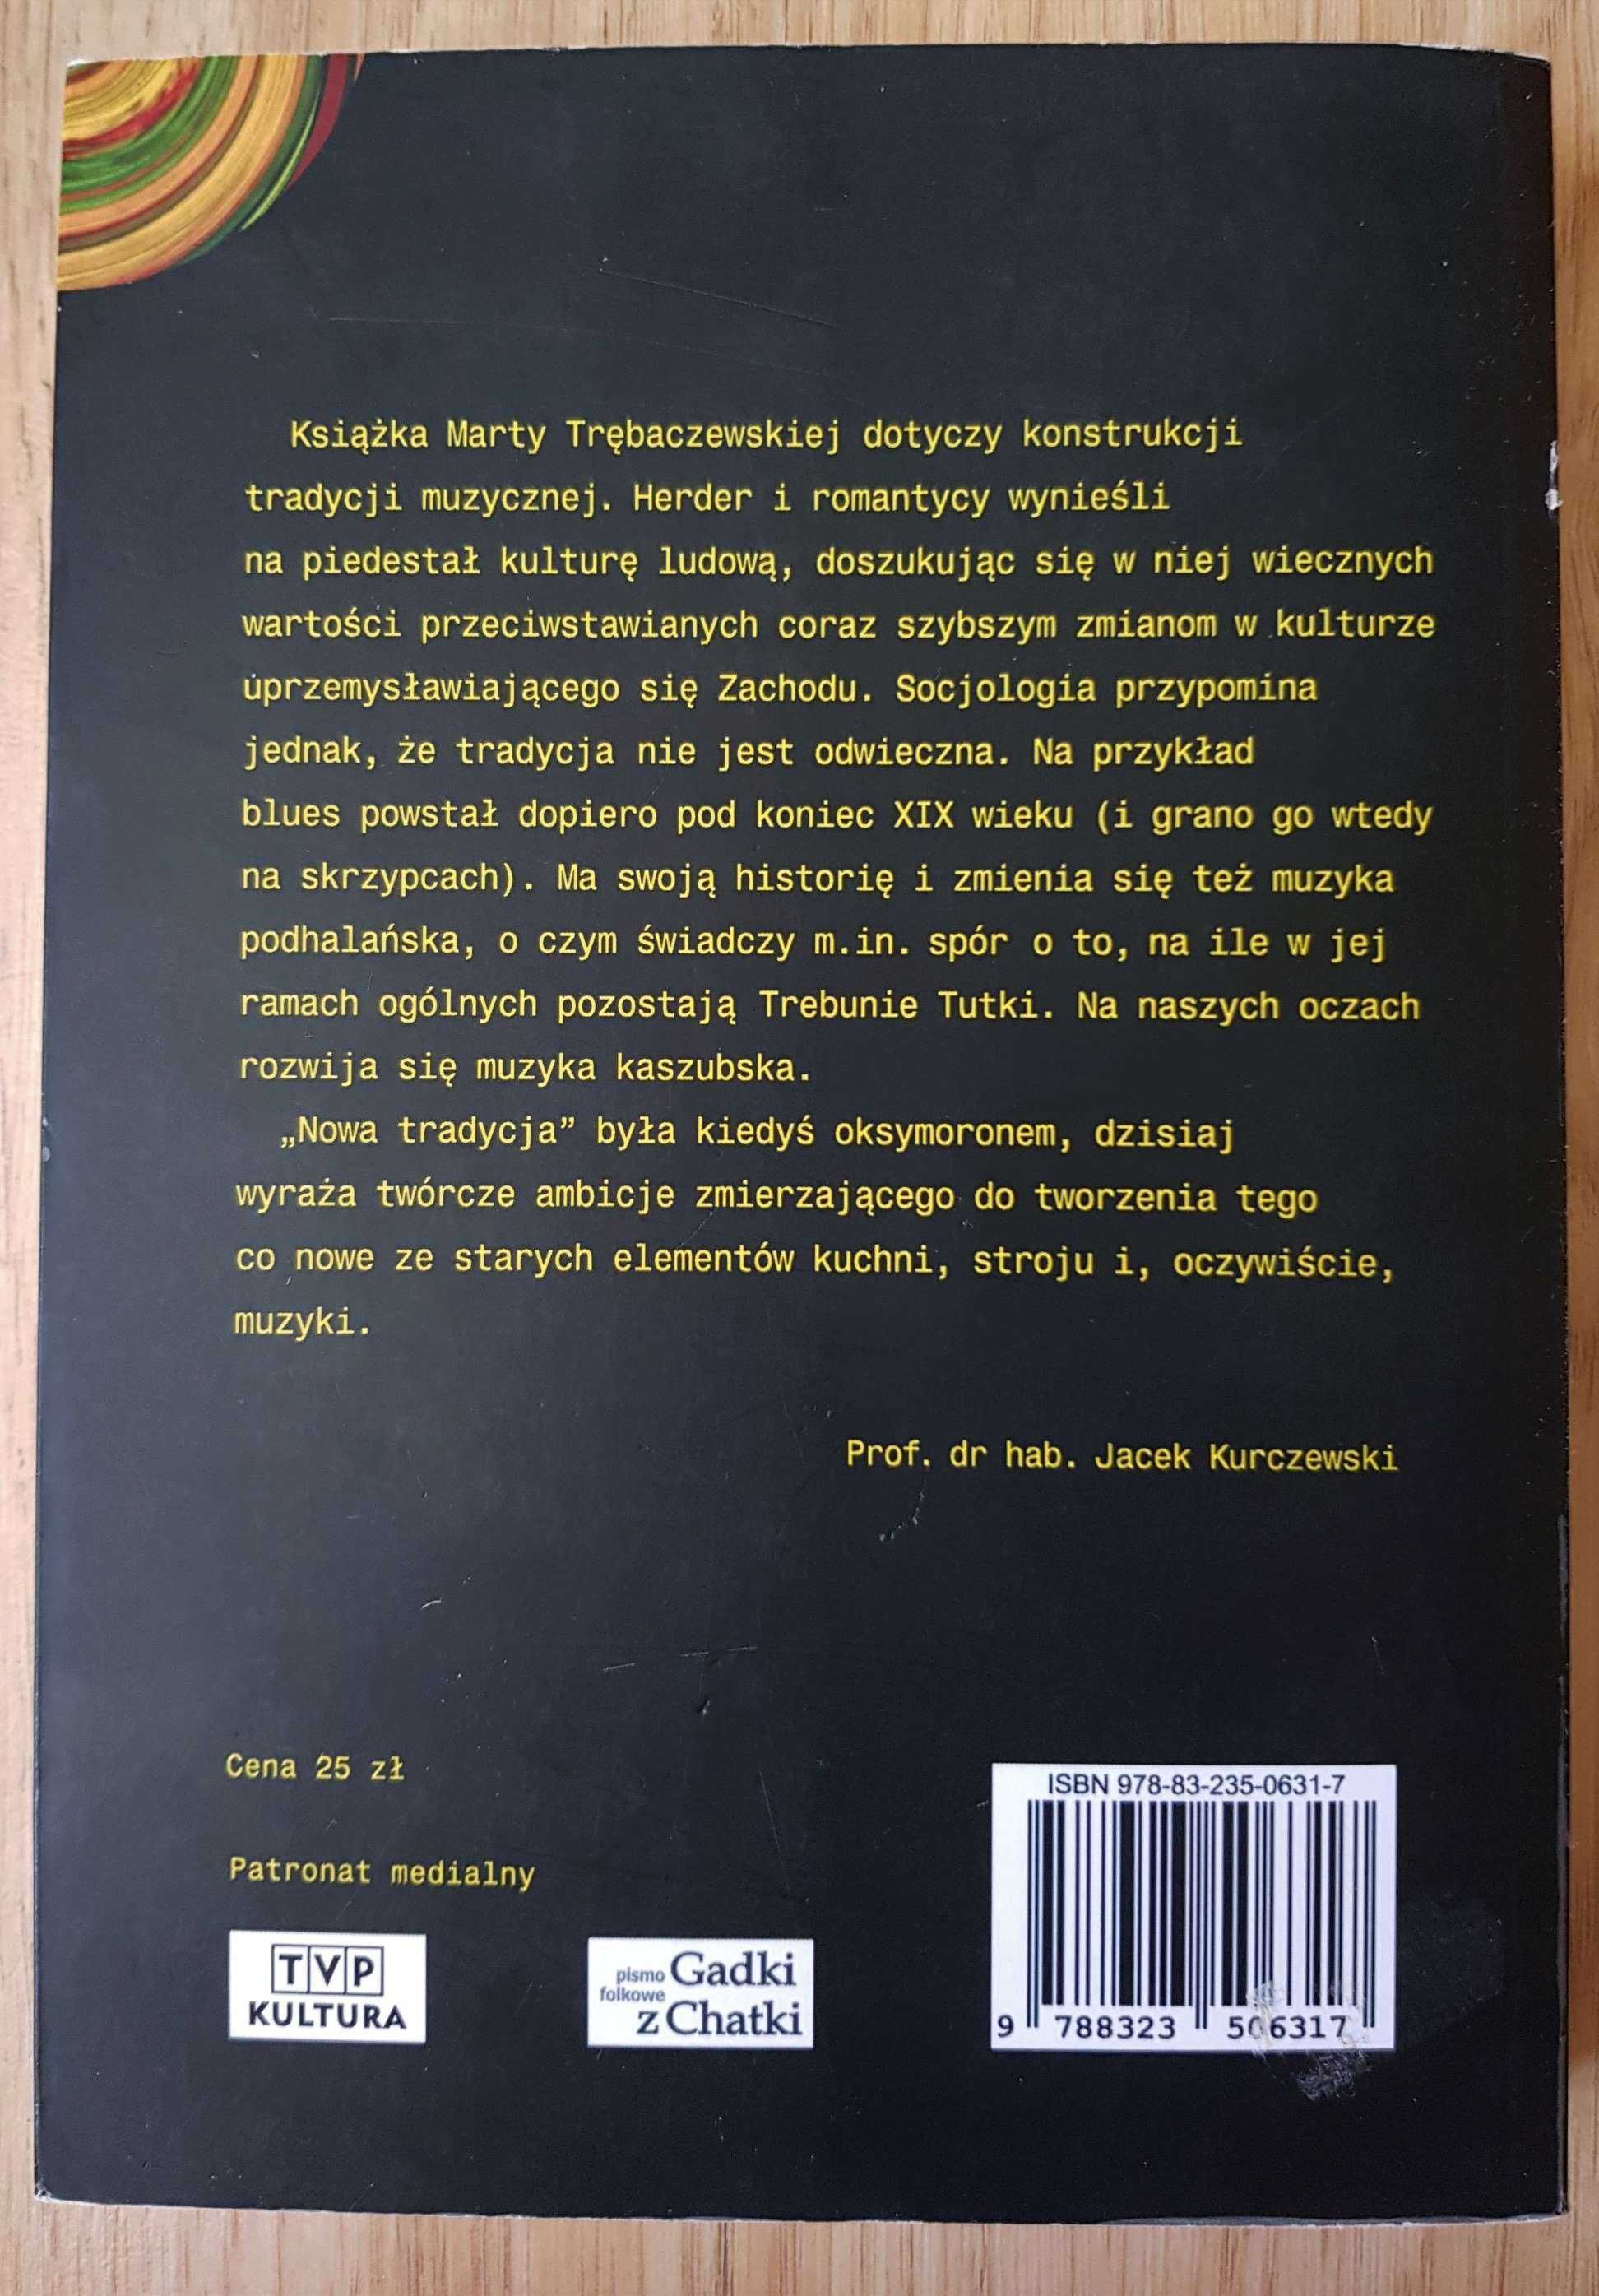 Książka Marty Trębaczewskiej dotyczy konstrukcji
tradycji muzycznej. Herder i romantycy wynieśli
na piedestał kulturę ludową, doszukując się w niej wiecznych
wartości przeciwstawianych coraz szybszym zmianom w kulturze
uprzemysławiającego się Zachodu. Socjologia przypomina
jednak, że tradycja nie jest odwieczna. Na przykład
blues powstał dopiero pod koniec XIX wieku (i grano go wtedy
na skrzypcach). Ma swoją historię i zmienia się też muzyka
podhalańska, o czym świadczy m.in. spór o to, na ile w jej
ramach ogólnych pozostają Trebunie Tutki. Na naszych oczach
rozwija się muzyka kaszubska.
„Nowa tradycja” była kiedyś oksymoronem, dzisiaj
wyraża twórcze ambicje zmierzającego do tworzenia tego
co nowe ze starych elementów kuchni, stroju i, oczywiście,
muzyki.
Prof. dr hab. Jacek Kurczewski
Cena 25 zł
Patronat medialny
TVP
KULTURA
pismo folkowe Gadki
z Chatki
ISBN 978-83-235-0631-7
9 788323 506317